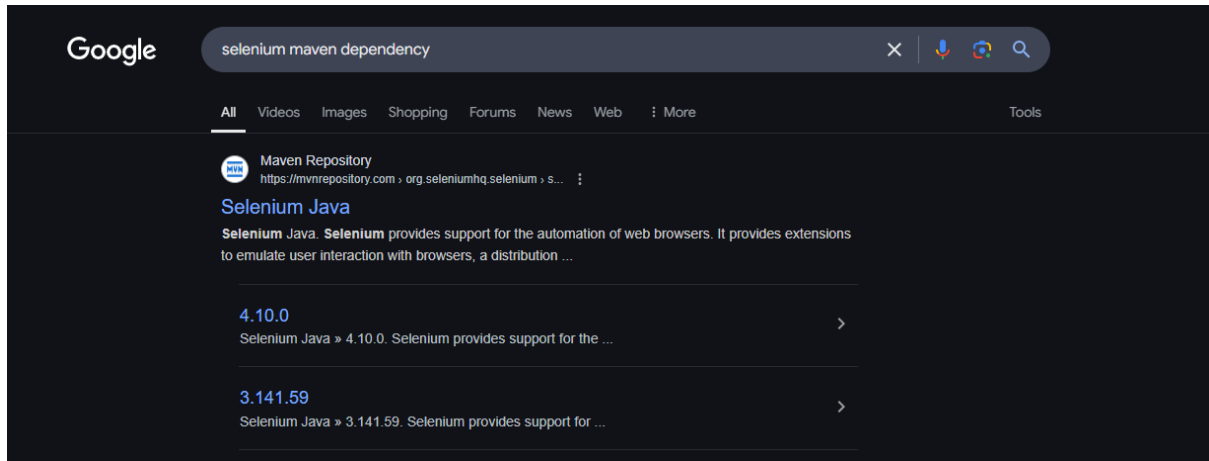 Google
selenium maven dependency
All Videos Images Shopping Forums News Web ⋮ More Tools
MVN
Maven Repository
https://mvnrepository.com › org.seleniumhq.selenium › s... ⋮
Selenium Java
Selenium Java. Selenium provides support for the automation of web browsers. It provides extensions
to emulate user interaction with browsers, a distribution ...
4.10.0
Selenium Java » 4.10.0. Selenium provides support for the ...
3.141.59
Selenium Java » 3.141.59. Selenium provides support for ...